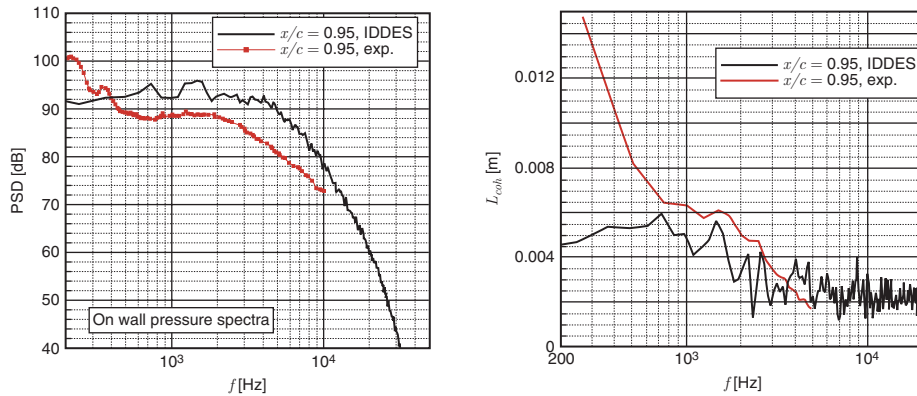 110
100
90
80
70
60
50
40
PSD [dB]
x/c = 0.95, IDDES
x/c = 0.95, exp.
On wall pressure spectra
10³
10⁴
f [Hz]
0.012
0.008
0.004
0
L_coh [m]
x/c = 0.95, IDDES
x/c = 0.95, exp.
200
10³
10⁴
f [Hz]